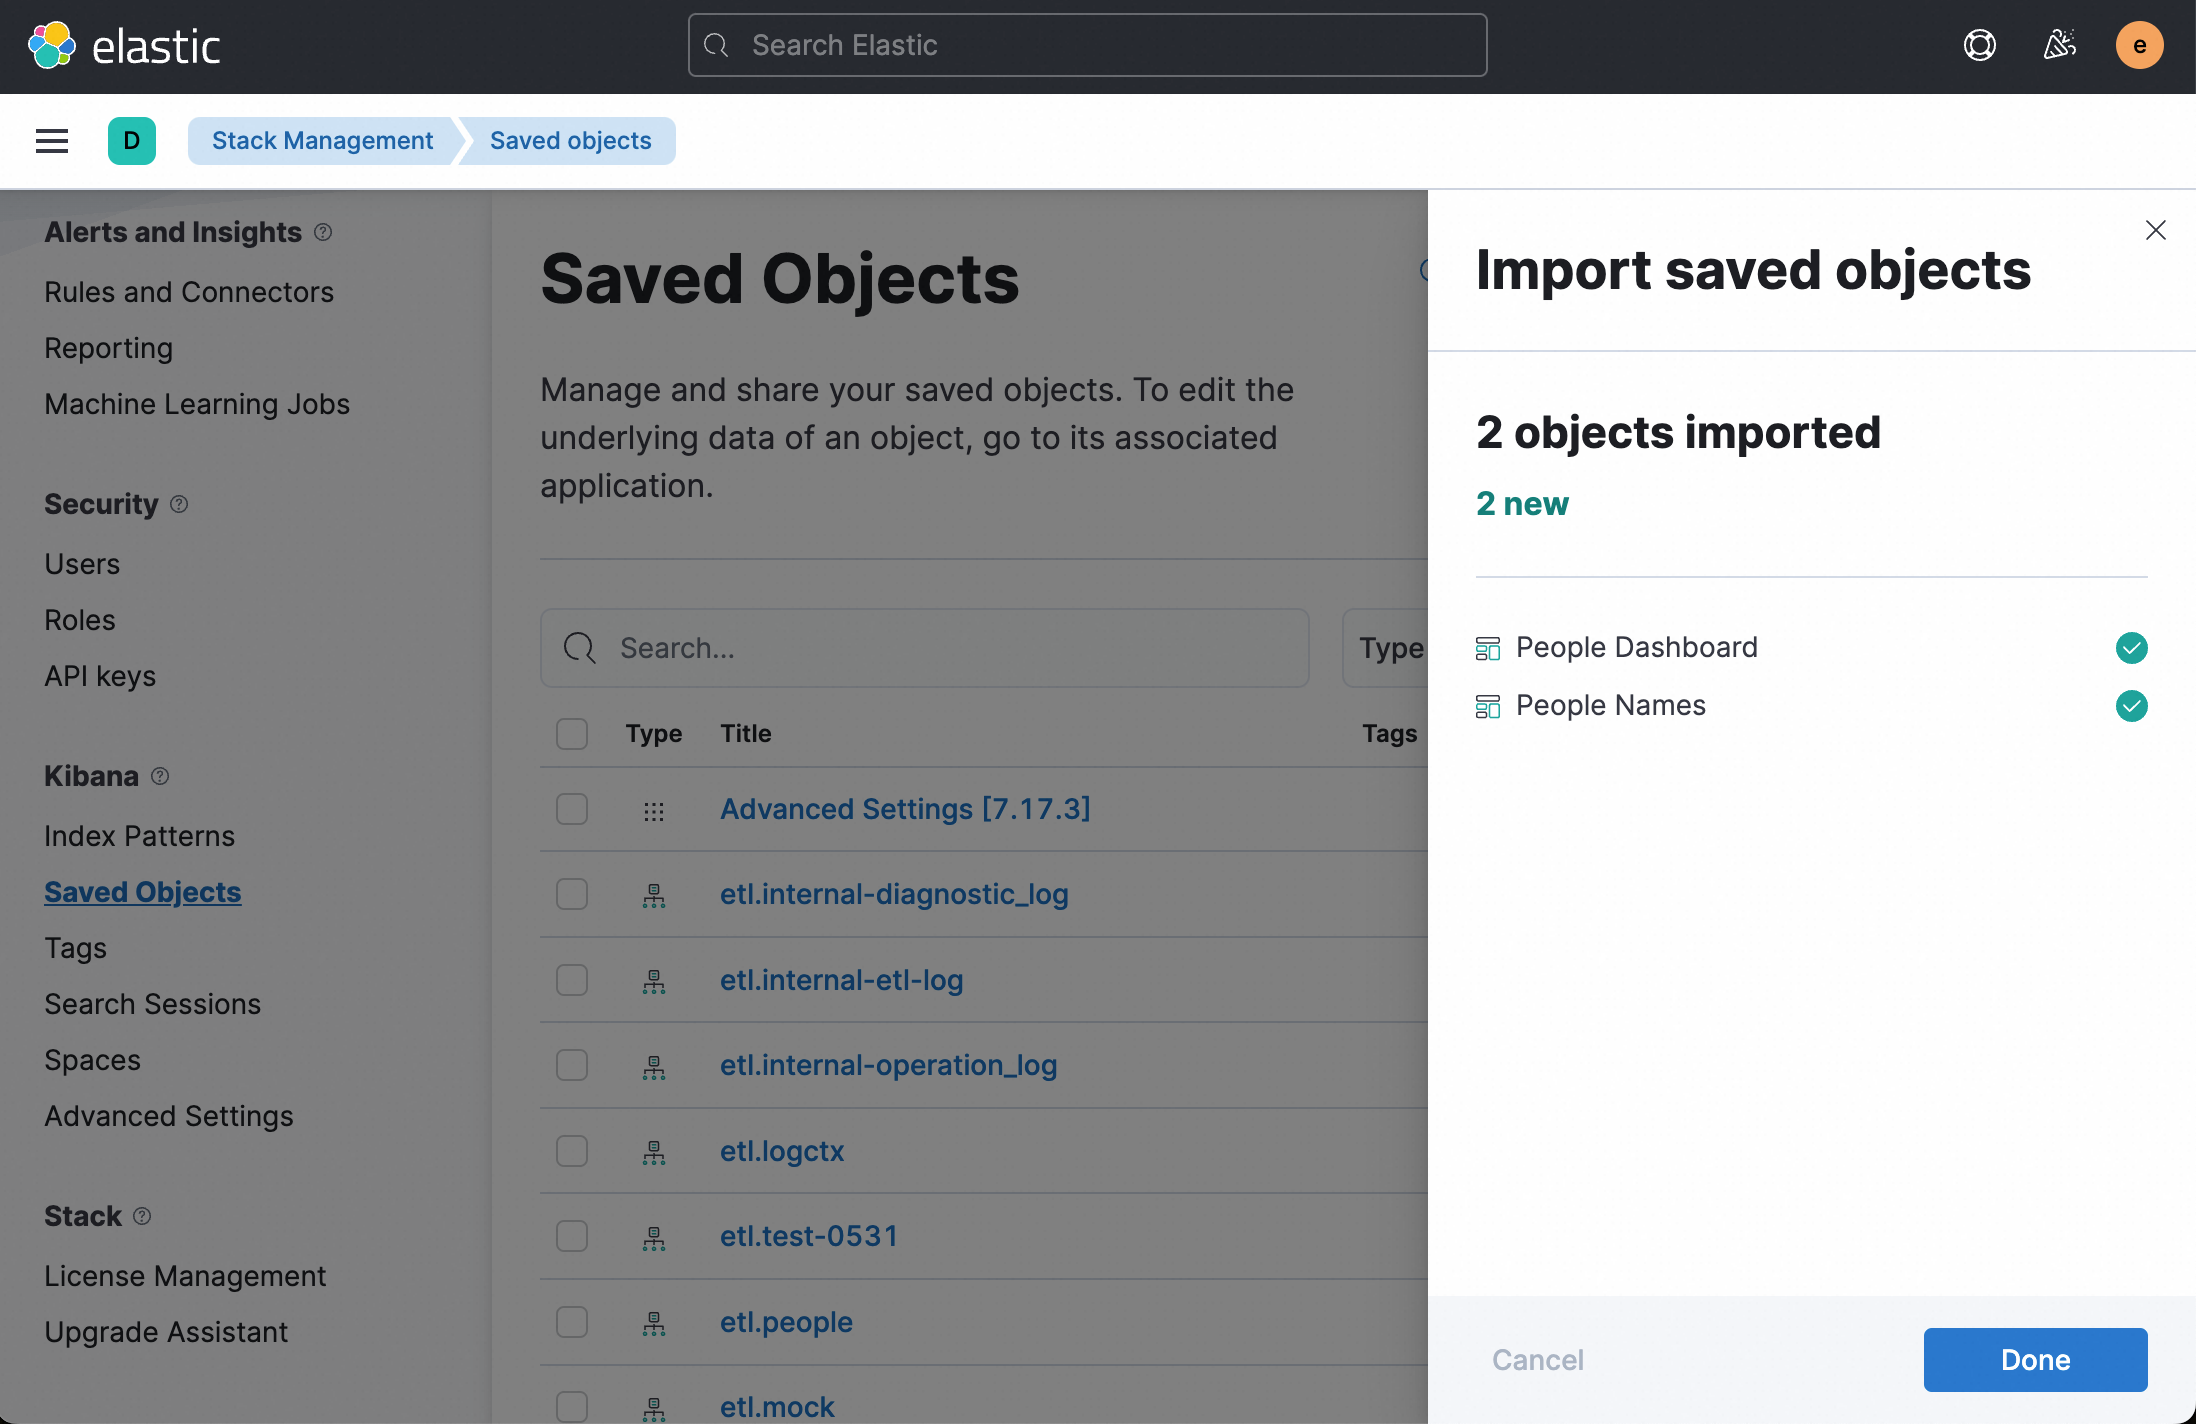 elastic
Search Elastic
e
D
Stack Management
Saved objects
Alerts and Insights
Rules and Connectors
Reporting
Machine Learning Jobs
Security
Users
Roles
API keys
Kibana
Index Patterns
Saved Objects
Tags
Search Sessions
Spaces
Advanced Settings
Stack
License Management
Upgrade Assistant
Saved Objects
Manage and share your saved objects. To edit the
underlying data of an object, go to its associated
application.
Search...
Type
Type Title Tags
Advanced Settings [7.17.3]
etl.internal-diagnostic_log
etl.internal-etl-log
etl.internal-operation_log
etl.logctx
etl.test-0531
etl.people
etl.mock
Import saved objects
2 objects imported
2 new
People Dashboard
People Names
Cancel
Done